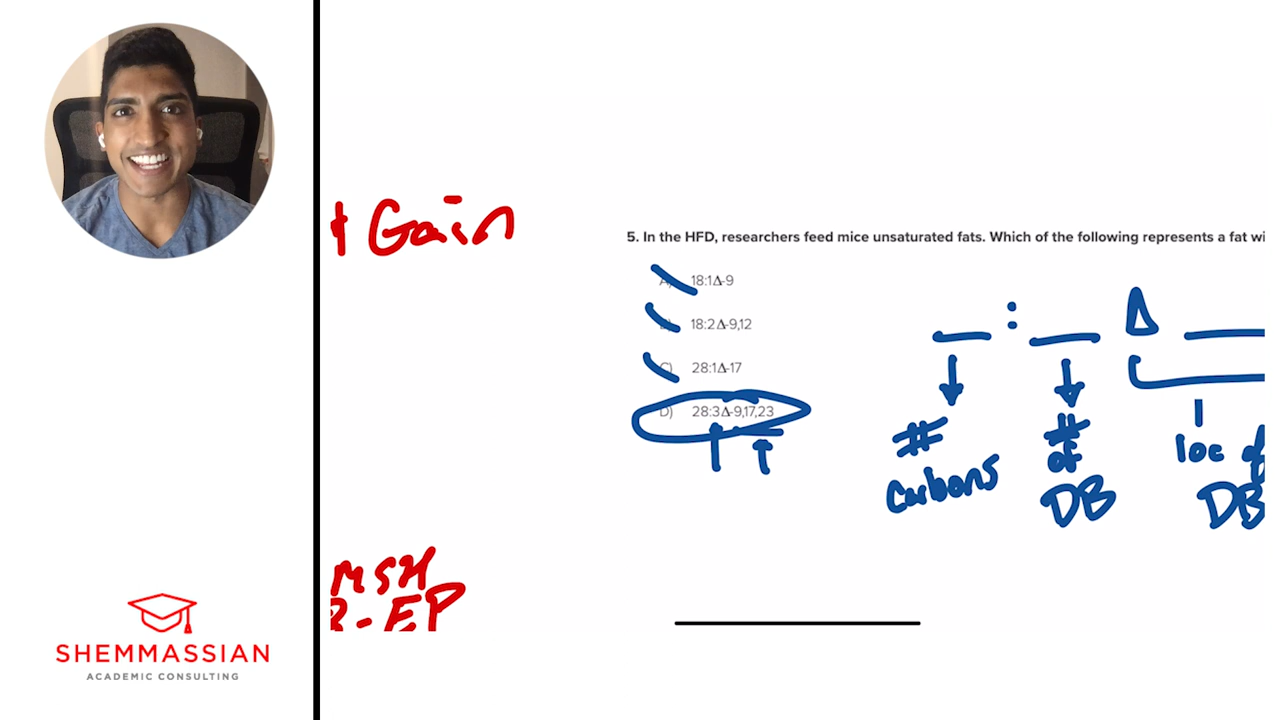 t Gain
5. In the HFD, researchers feed mice unsaturated fats. Which of the following represents a fat wi
A) 18:1Δ-9
B) 18:2Δ-9,12
C) 28:1Δ-17
D) 28:3Δ-9,17,23
: Δ
# carbons
# of DB
loc of DB
MSH
R-EP
SHEMMASSIAN
ACADEMIC CONSULTING